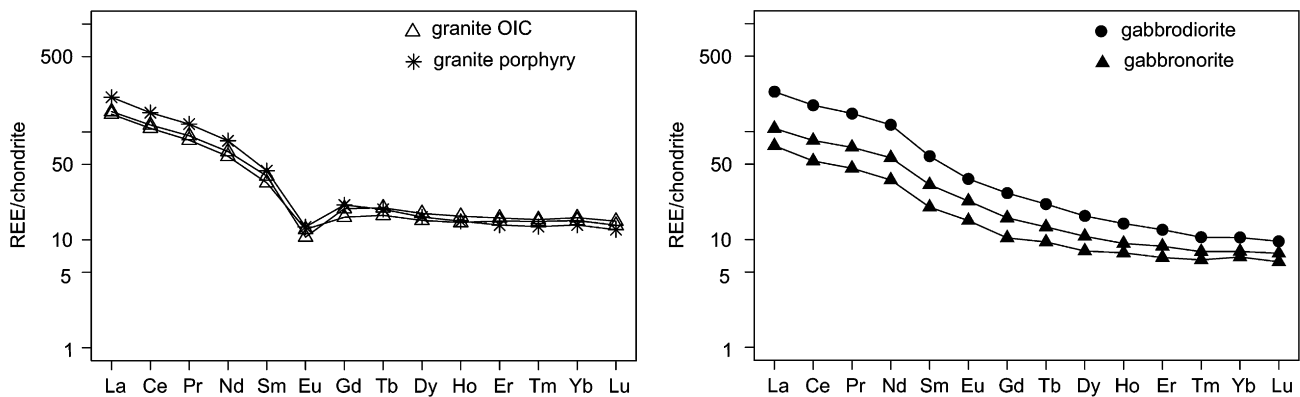 granite OIC
granite porphyry
500
50
10
5
1
REE/chondrite
La Ce Pr Nd Sm Eu Gd Tb Dy Ho Er Tm Yb Lu
gabbrodiorite
gabbronorite
500
50
10
5
1
REE/chondrite
La Ce Pr Nd Sm Eu Gd Tb Dy Ho Er Tm Yb Lu